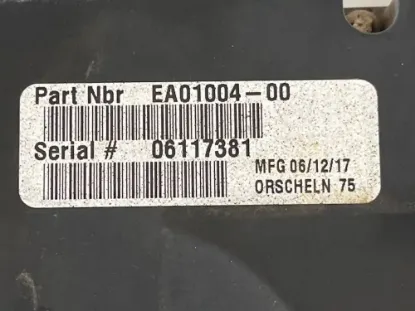 Part Nbr EA01004-00
Serial # 06117381
MFG 06/12/17
ORSCHELN 75